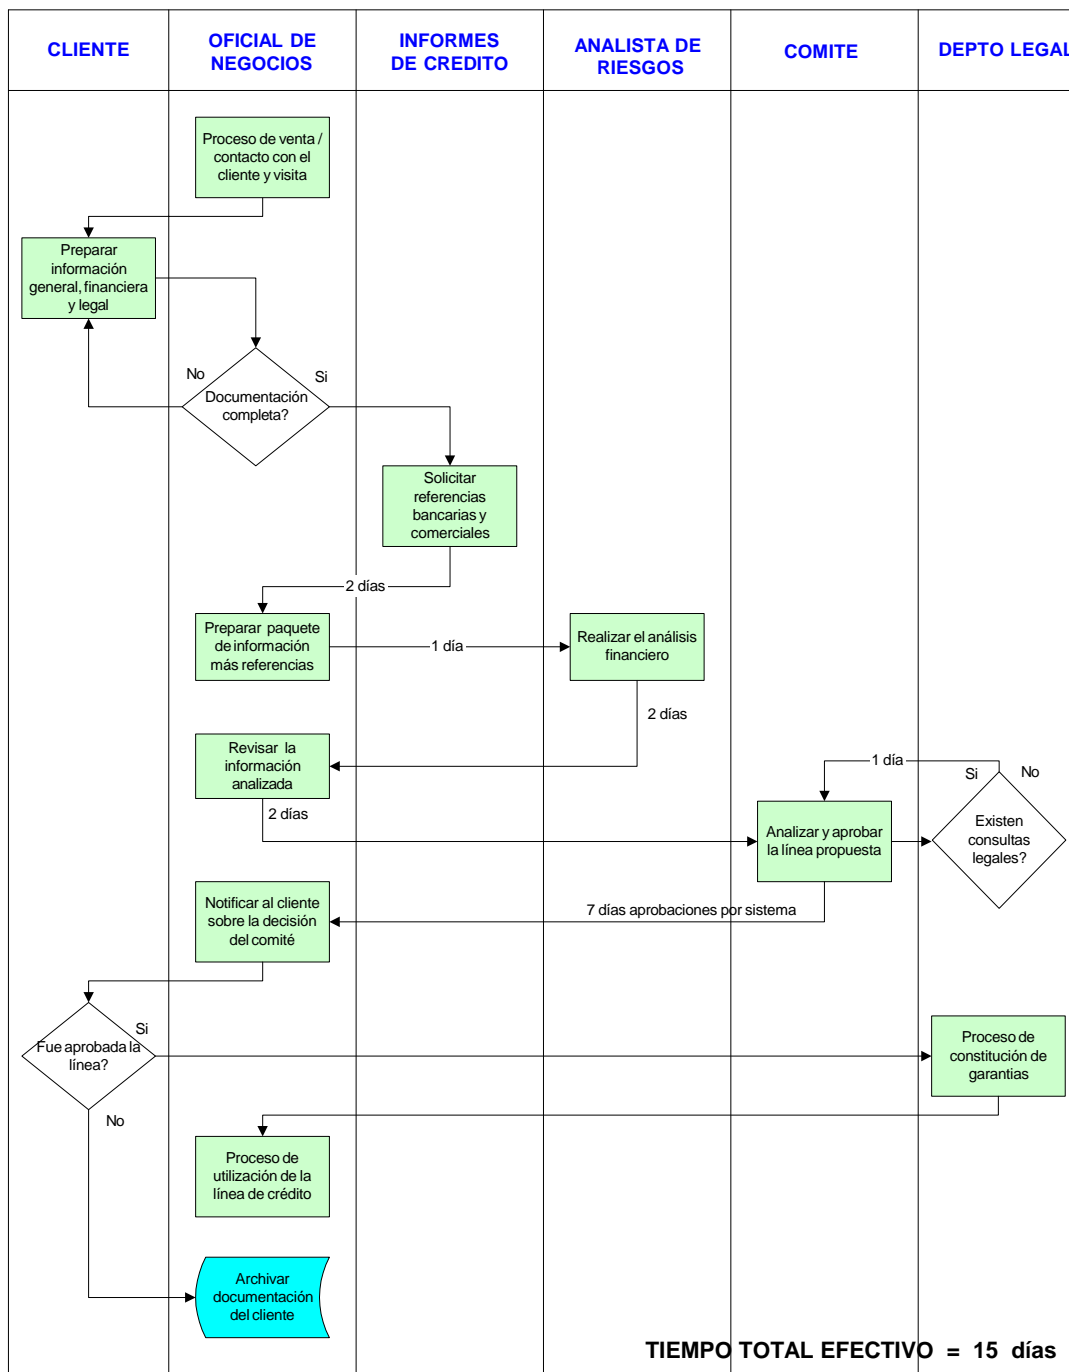 CLIENTE
OFICIAL DE
NEGOCIOS
INFORMES
DE CREDITO
ANALISTA DE
RIESGOS
COMITE
DEPTO LEGAL
Proceso de venta /
contacto con el
cliente y visita
Preparar
información
general, financiera
y legal
No
Si
Documentación
completa?
Solicitar
referencias
bancarias y
comerciales
2 días
Preparar paquete
de información
más referencias
1 día
Realizar el análisis
financiero
2 días
Revisar la
información
analizada
2 días
1 día
Si
No
Analizar y aprobar
la línea propuesta
Existen
consultas
legales?
Notificar al cliente
sobre la decisión
del comité
7 días aprobaciones por sistema
Si
Fue aprobada la
línea?
No
Proceso de
constitución de
garantias
Proceso de
utilización de la
línea de crédito
Archivar
documentación
del cliente
TIEMPO TOTAL EFECTIVO = 15 días